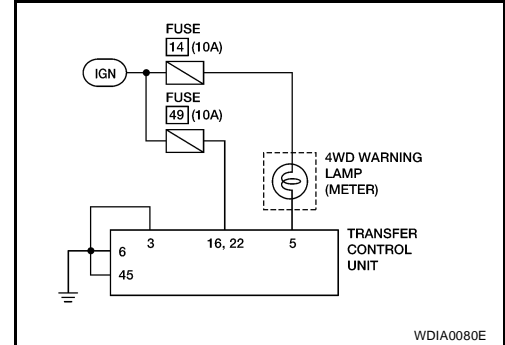 FUSE
14 (10A)
IGN
FUSE
49 (10A)
4WD WARNING
LAMP
(METER)
TRANSFER
CONTROL
UNIT
3
16, 22
5
6
45
WDIA0080E